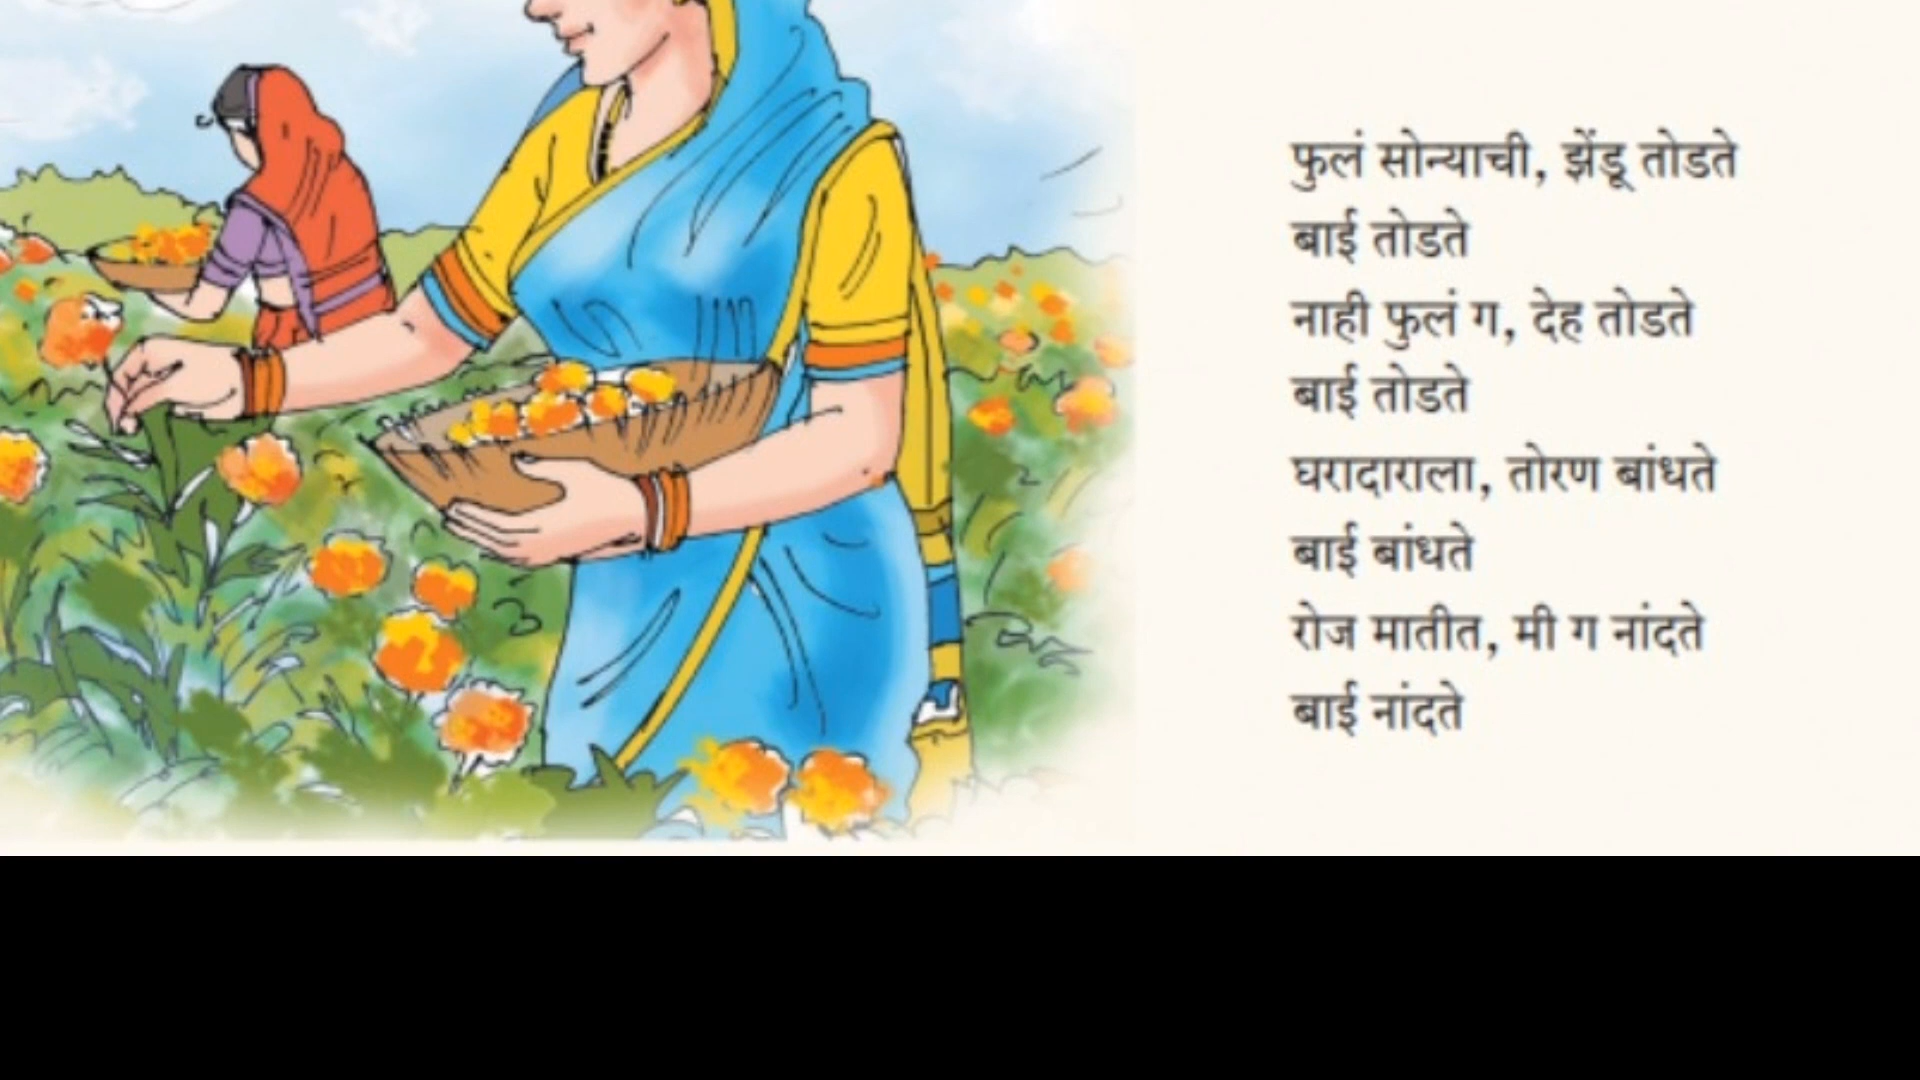 फुलं सोन्याची, झेंडू तोडते
बाई तोडते
नाही फुलं ग, देह तोडते
बाई तोडते
घरादाराला, तोरण बांधते
बाई बांधते
रोज मातीत, मी ग नांदते
बाई नांदते